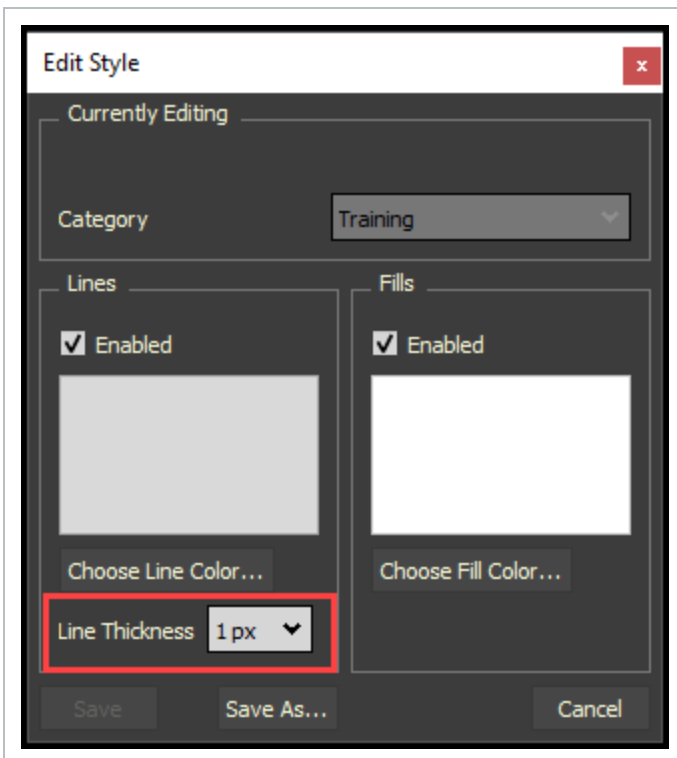 Edit Style
x
Currently Editing
Category Training
Lines
Enabled
Choose Line Color...
Line Thickness 1 px
Fills
Enabled
Choose Fill Color...
Save Save As... Cancel